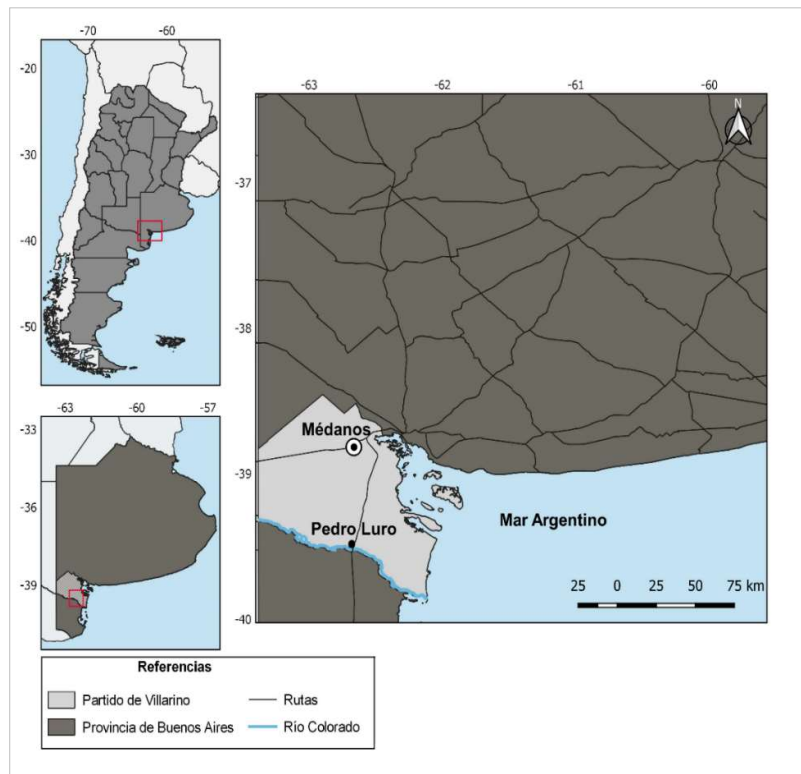 -70 -60
-20
-30
-40
-50
-63 -60 -57
-33
-36
-39
-63 -62 -61 -60
N
-37
-38
-39
-40
Médanos
Pedro Luro
Mar Argentino
25 0 25 50 75 km
Referencias
Partido de Villarino
Rutas
Provincia de Buenos Aires
Río Colorado